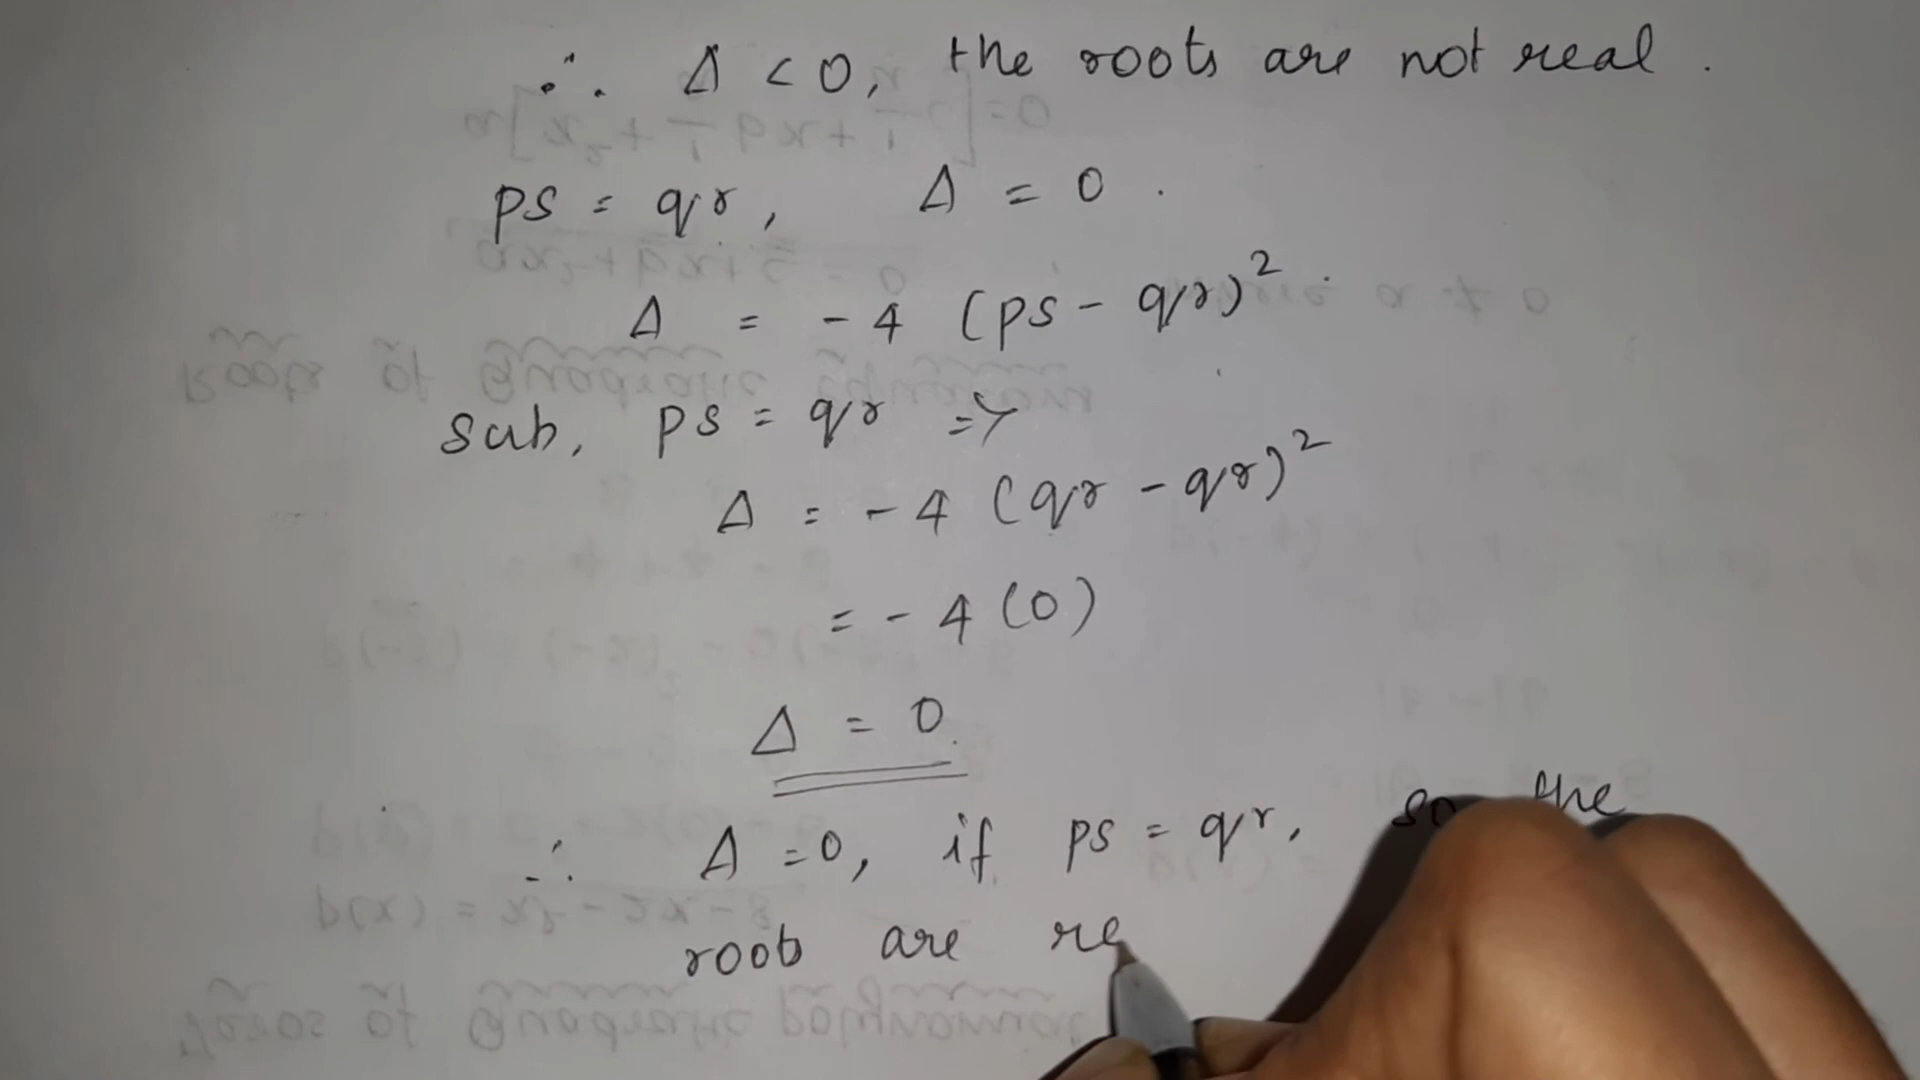 ∴ Δ < 0, the roots are not real.
ps = qr, Δ = 0.
Δ = -4 (ps - qr)²
sub, ps = qr =>
Δ = -4 (qr - qr)²
= -4 (0)
Δ = 0.
∴ Δ = 0, if ps = qr, so the
roots are re